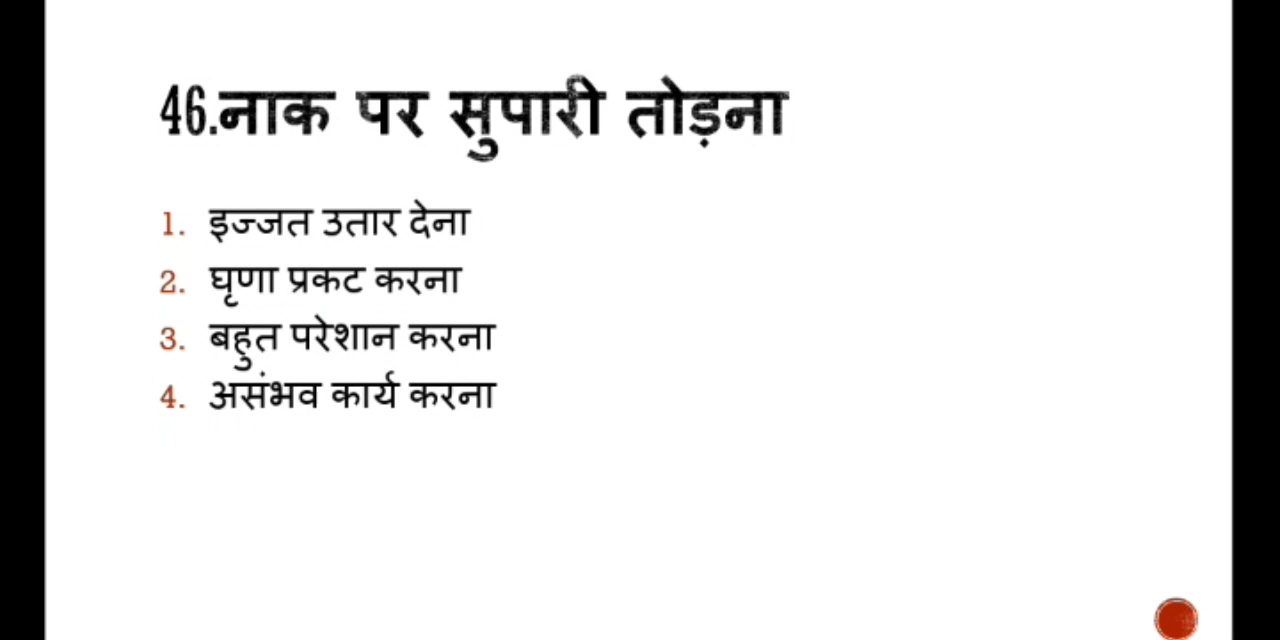 46.नाक पर सुपारी तोड़ना
1. इज्जत उतार देना
2. घृणा प्रकट करना
3. बहुत परेशान करना
4. असंभव कार्य करना